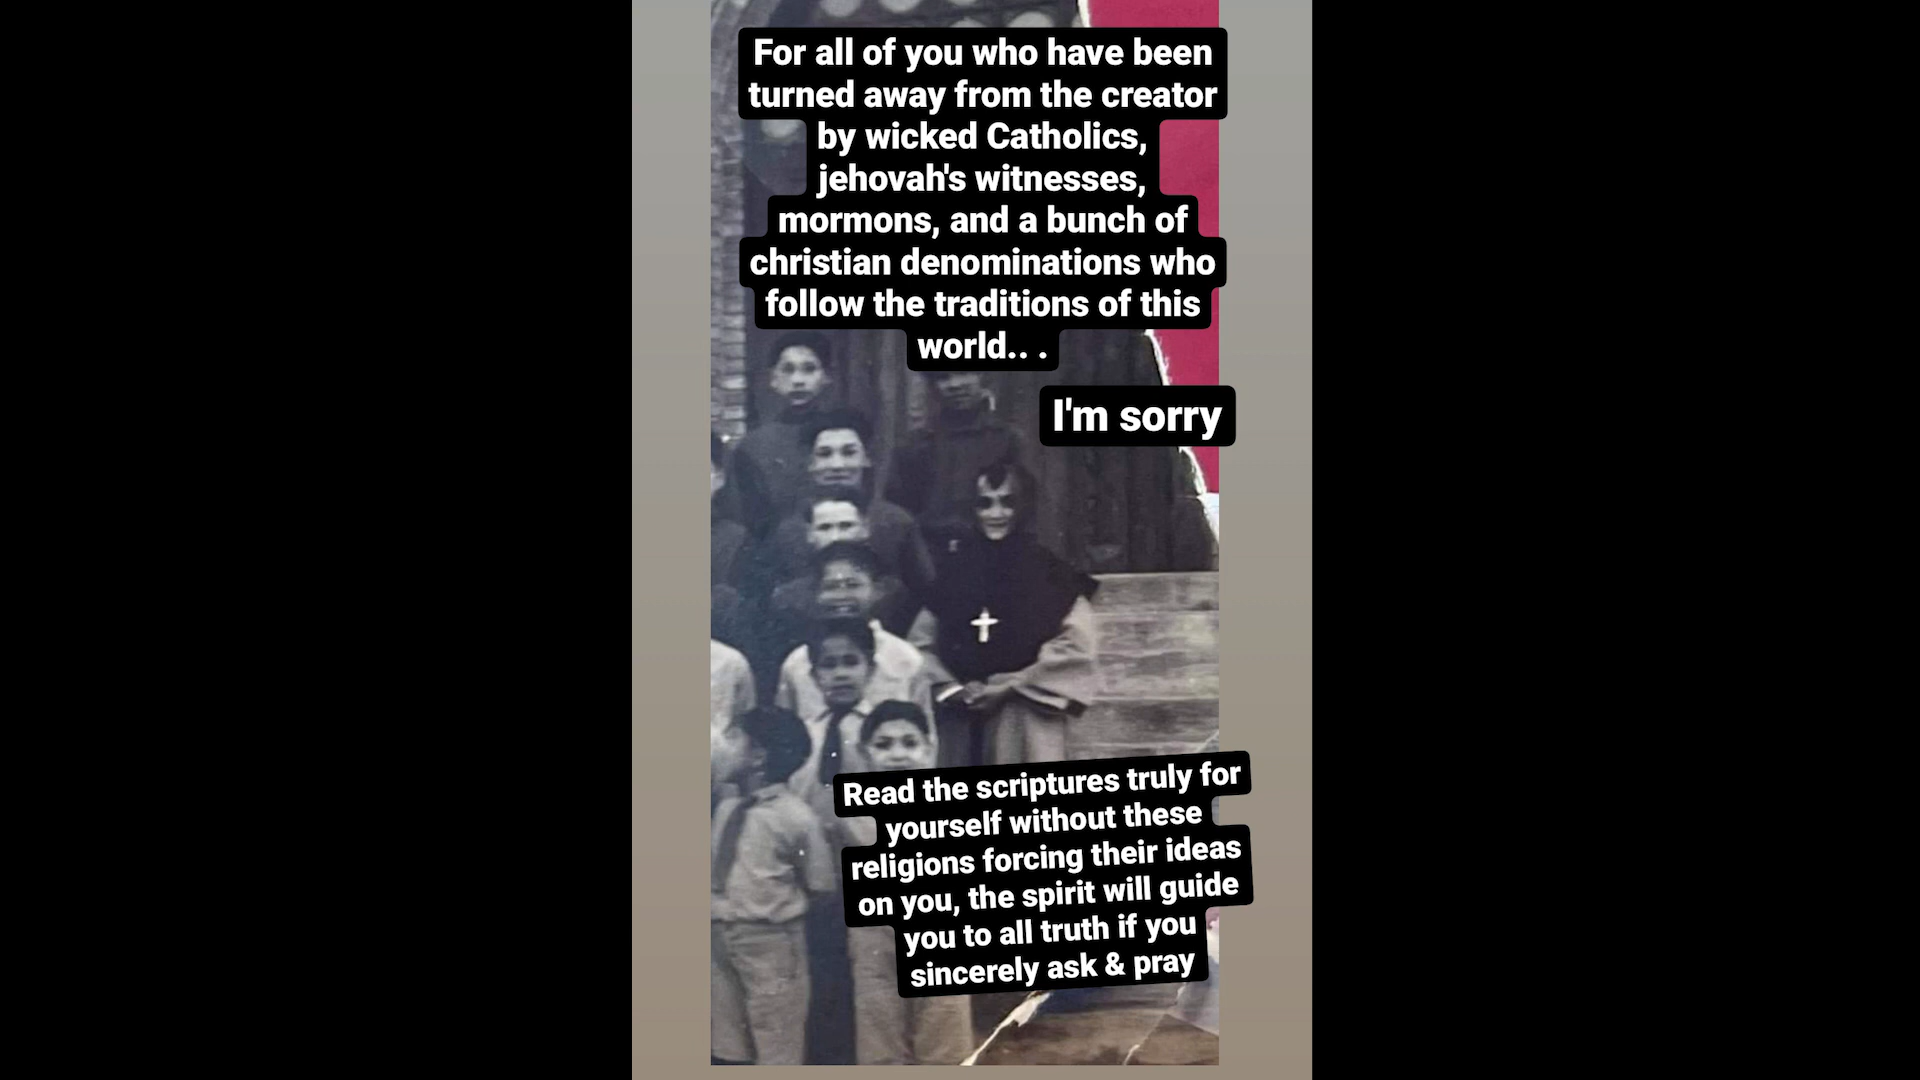 For all of you who have been
turned away from the creator
by wicked Catholics,
jehovah's witnesses,
mormons, and a bunch of
christian denominations who
follow the traditions of this
world.. .
I'm sorry
Read the scriptures truly for
yourself without these
religions forcing their ideas
on you, the spirit will guide
you to all truth if you
sincerely ask & pray